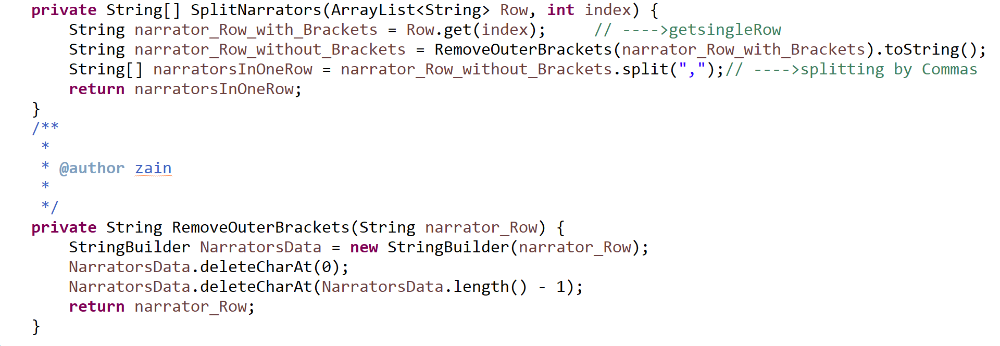 private String[] SplitNarrators(ArrayList<String> Row, int index) {
    String narrator_Row_with_Brackets = Row.get(index);     // ---->getsingleRow
    String narrator_Row_without_Brackets = RemoveOuterBrackets(narrator_Row_with_Brackets).toString();
    String[] narratorsInOneRow = narrator_Row_without_Brackets.split(",");// ---->splitting by Commas
    return narratorsInOneRow;
}
/**
 *
 * @author zain
 *
 */
private String RemoveOuterBrackets(String narrator_Row) {
    StringBuilder NarratorsData = new StringBuilder(narrator_Row);
    NarratorsData.deleteCharAt(0);
    NarratorsData.deleteCharAt(NarratorsData.length() - 1);
    return narrator_Row;
}